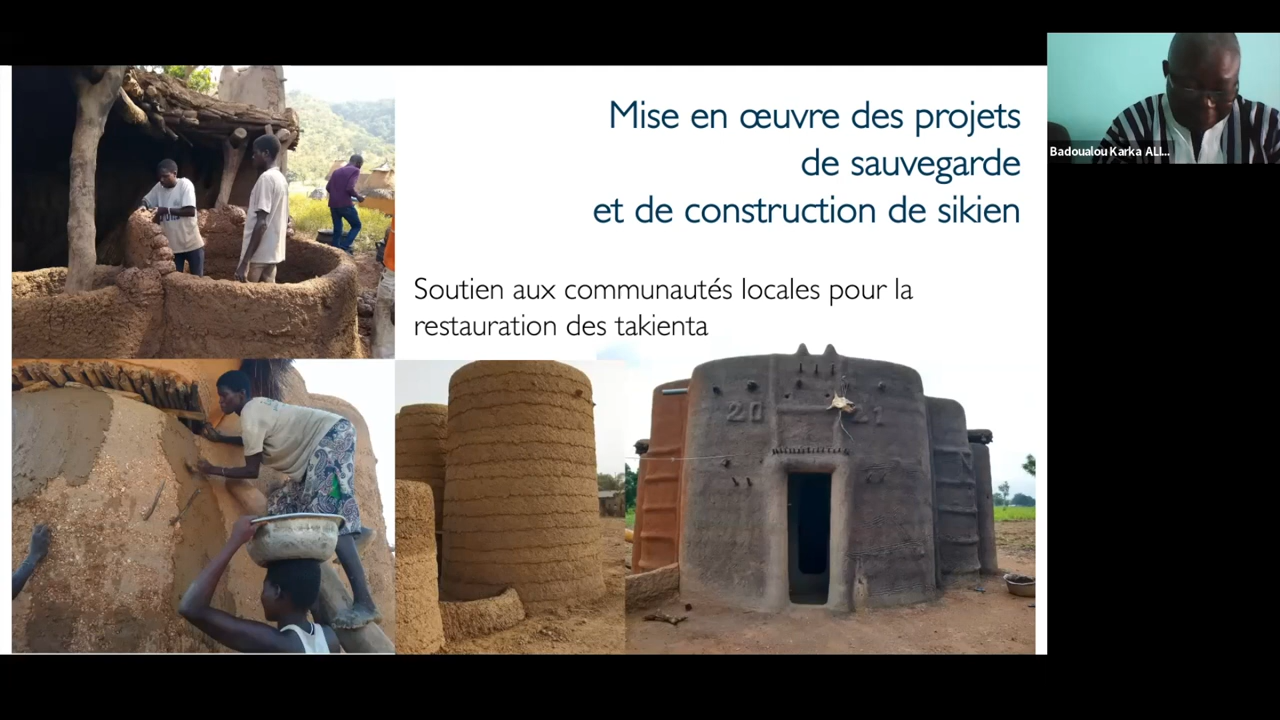 Mise en œuvre des projets
de sauvegarde
et de construction de sikien
Soutien aux communautés locales pour la
restauration des takienta
20 21
Badoualou Karka ALI...